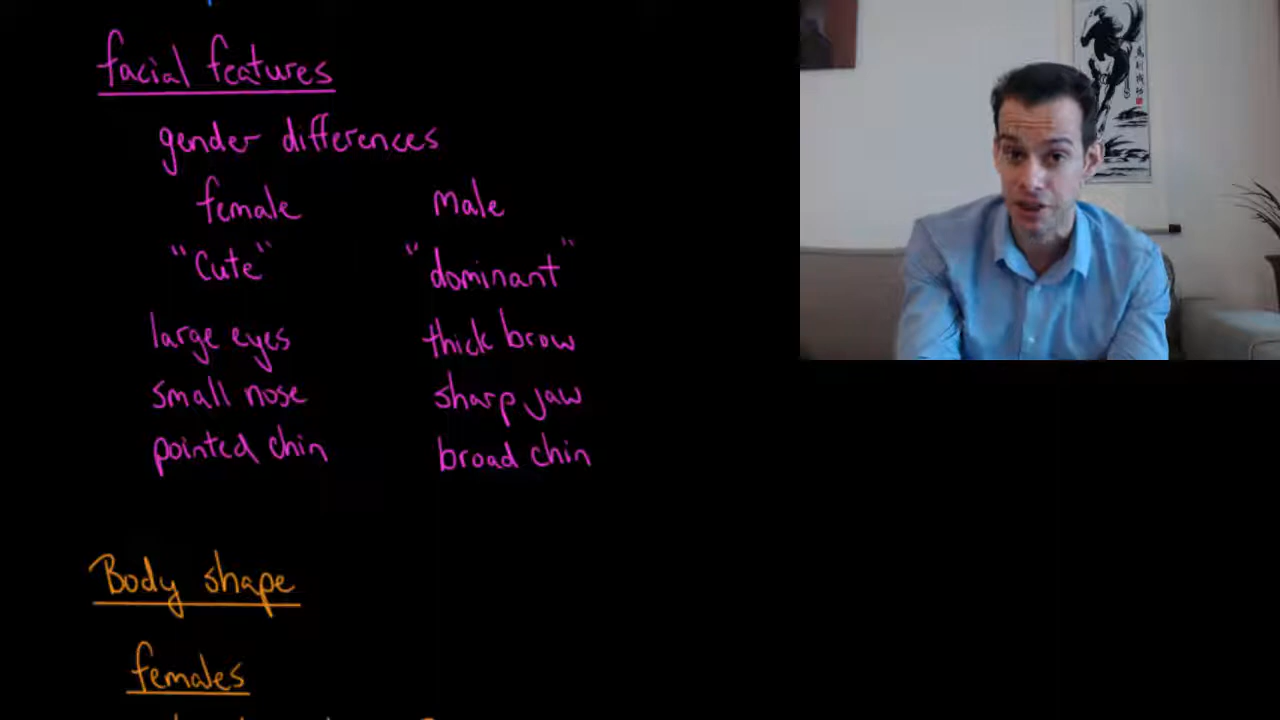 facial features
gender differences
female male
"cute" "dominant"
large eyes thick brow
small nose sharp jaw
pointed chin broad chin
Body shape
females